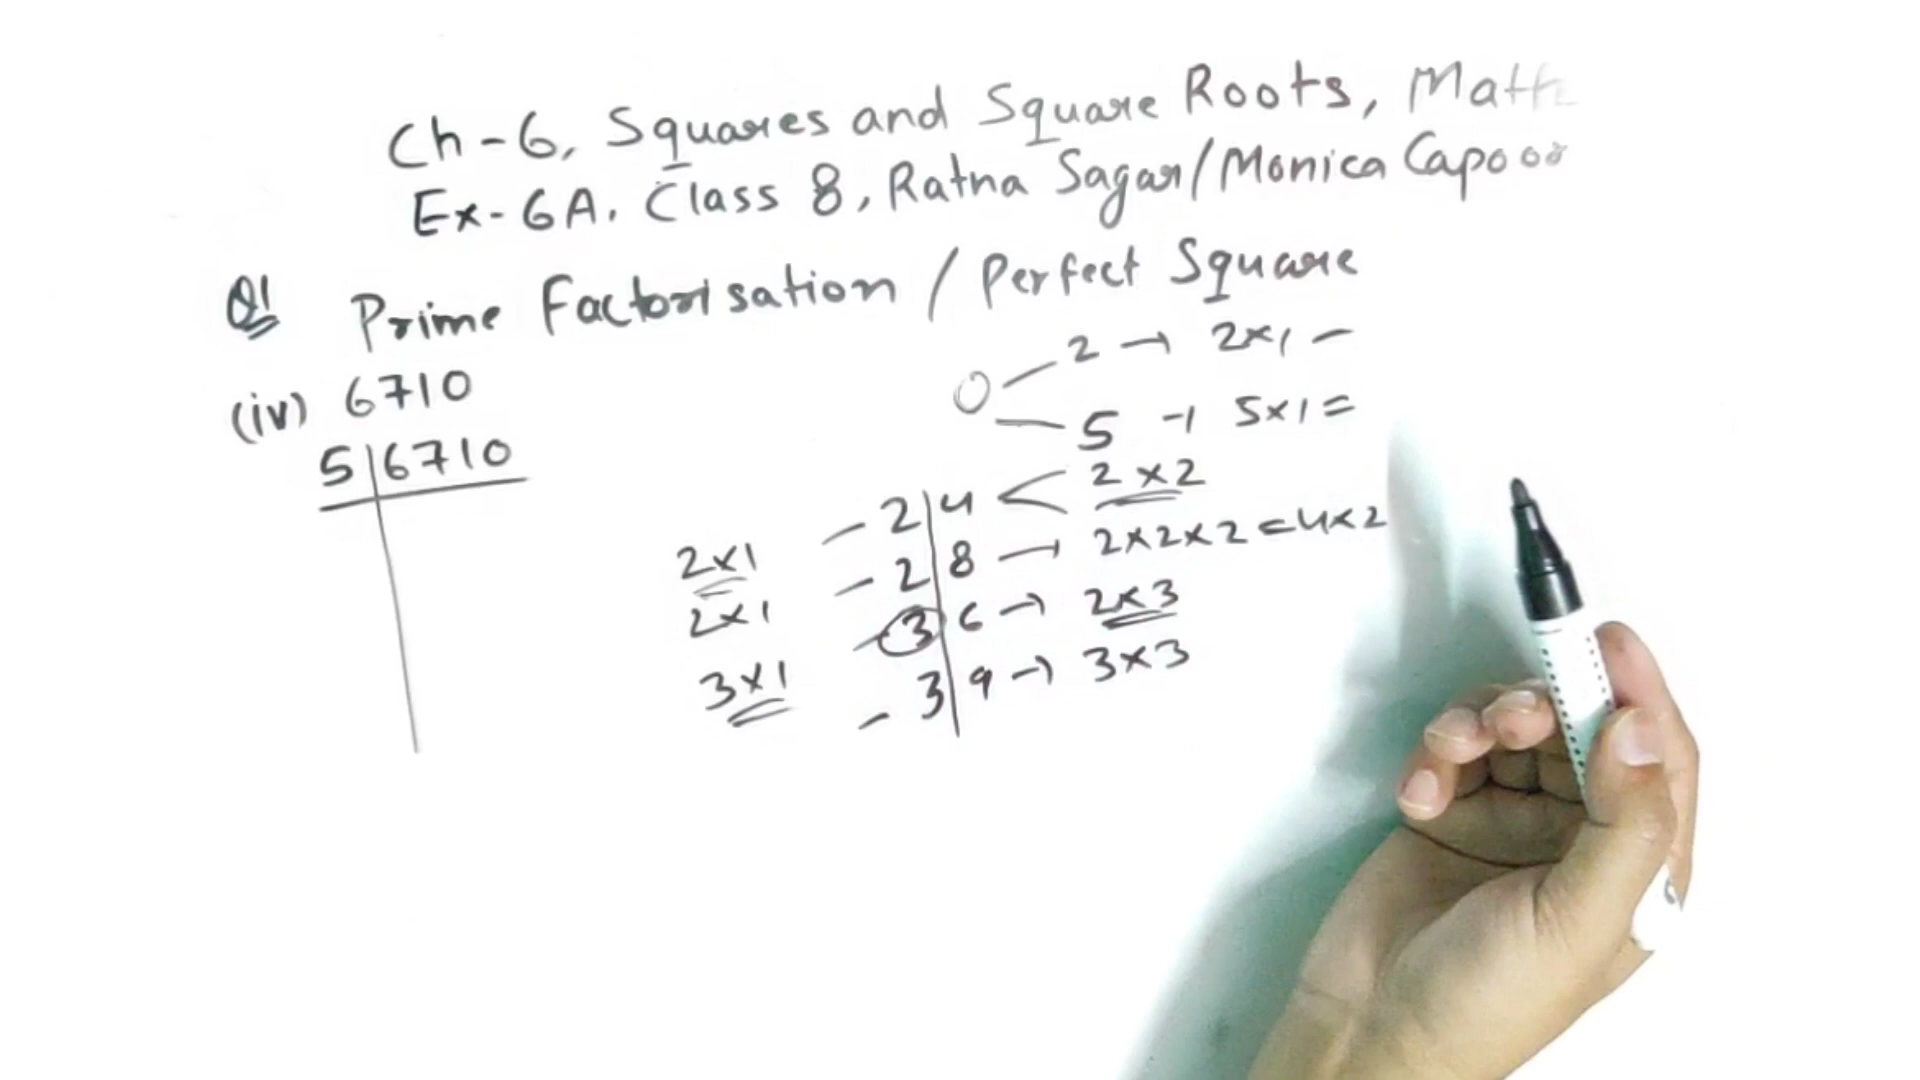 Ch-6, Squares and Square Roots,
Ex-6A. Class 8, Ratna Sagar/Monica Capoor
Q1 Prime Factorisation / Perfect Square
(iv) 6710
5|6710
0
2 → 2×1 –
5 → 5×1 =
2×1 – 2|4 < 2×2
2×1 – 2|8 → 2×2×2=4×2
3×1 – 3|6 → 2×3
– 3|9 → 3×3